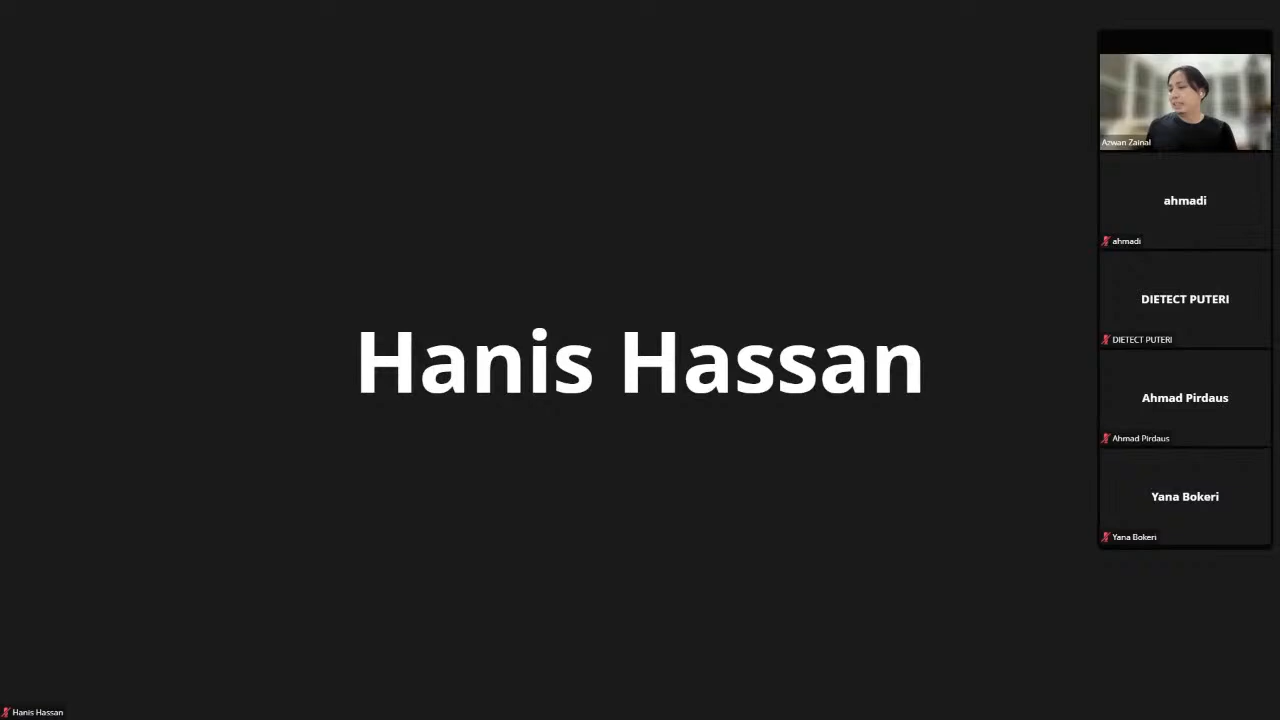 Hanis Hassan
Hanis Hassan
Azwan Zainal
ahmadi
ahmadi
DIETECT PUTERI
DIETECT PUTERI
Ahmad Pirdaus
Ahmad Pirdaus
Yana Bokeri
Yana Bokeri